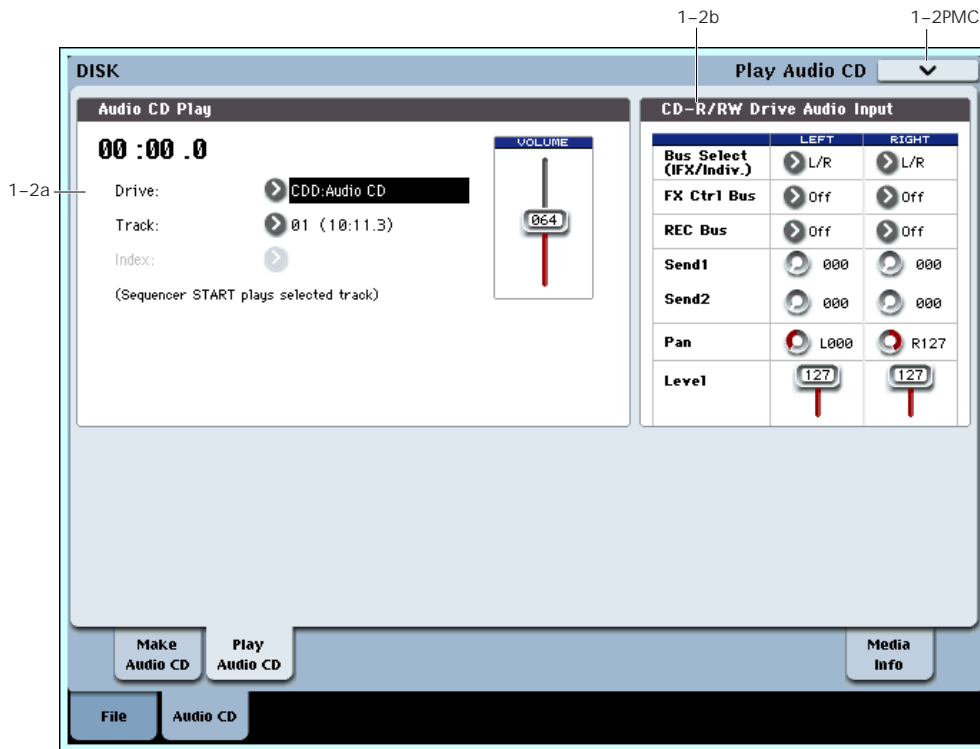 1–2b
1–2PMC
DISK
Play Audio CD
Audio CD Play
CD-R/RW Drive Audio Input
00 :00 .0
VOLUME
LEFT
RIGHT
Bus Select
(IFX/Indiv.)
L/R
L/R
1–2a
Drive:
CDD:Audio CD
FX Ctrl Bus
Off
Off
Track:
01 (10:11.3)
064
REC Bus
Off
Off
Index:
Send1
000
000
(Sequencer START plays selected track)
Send2
000
000
Pan
L000
R127
Level
127
127
Make
Audio CD
Play
Audio CD
Media
Info
File
Audio CD